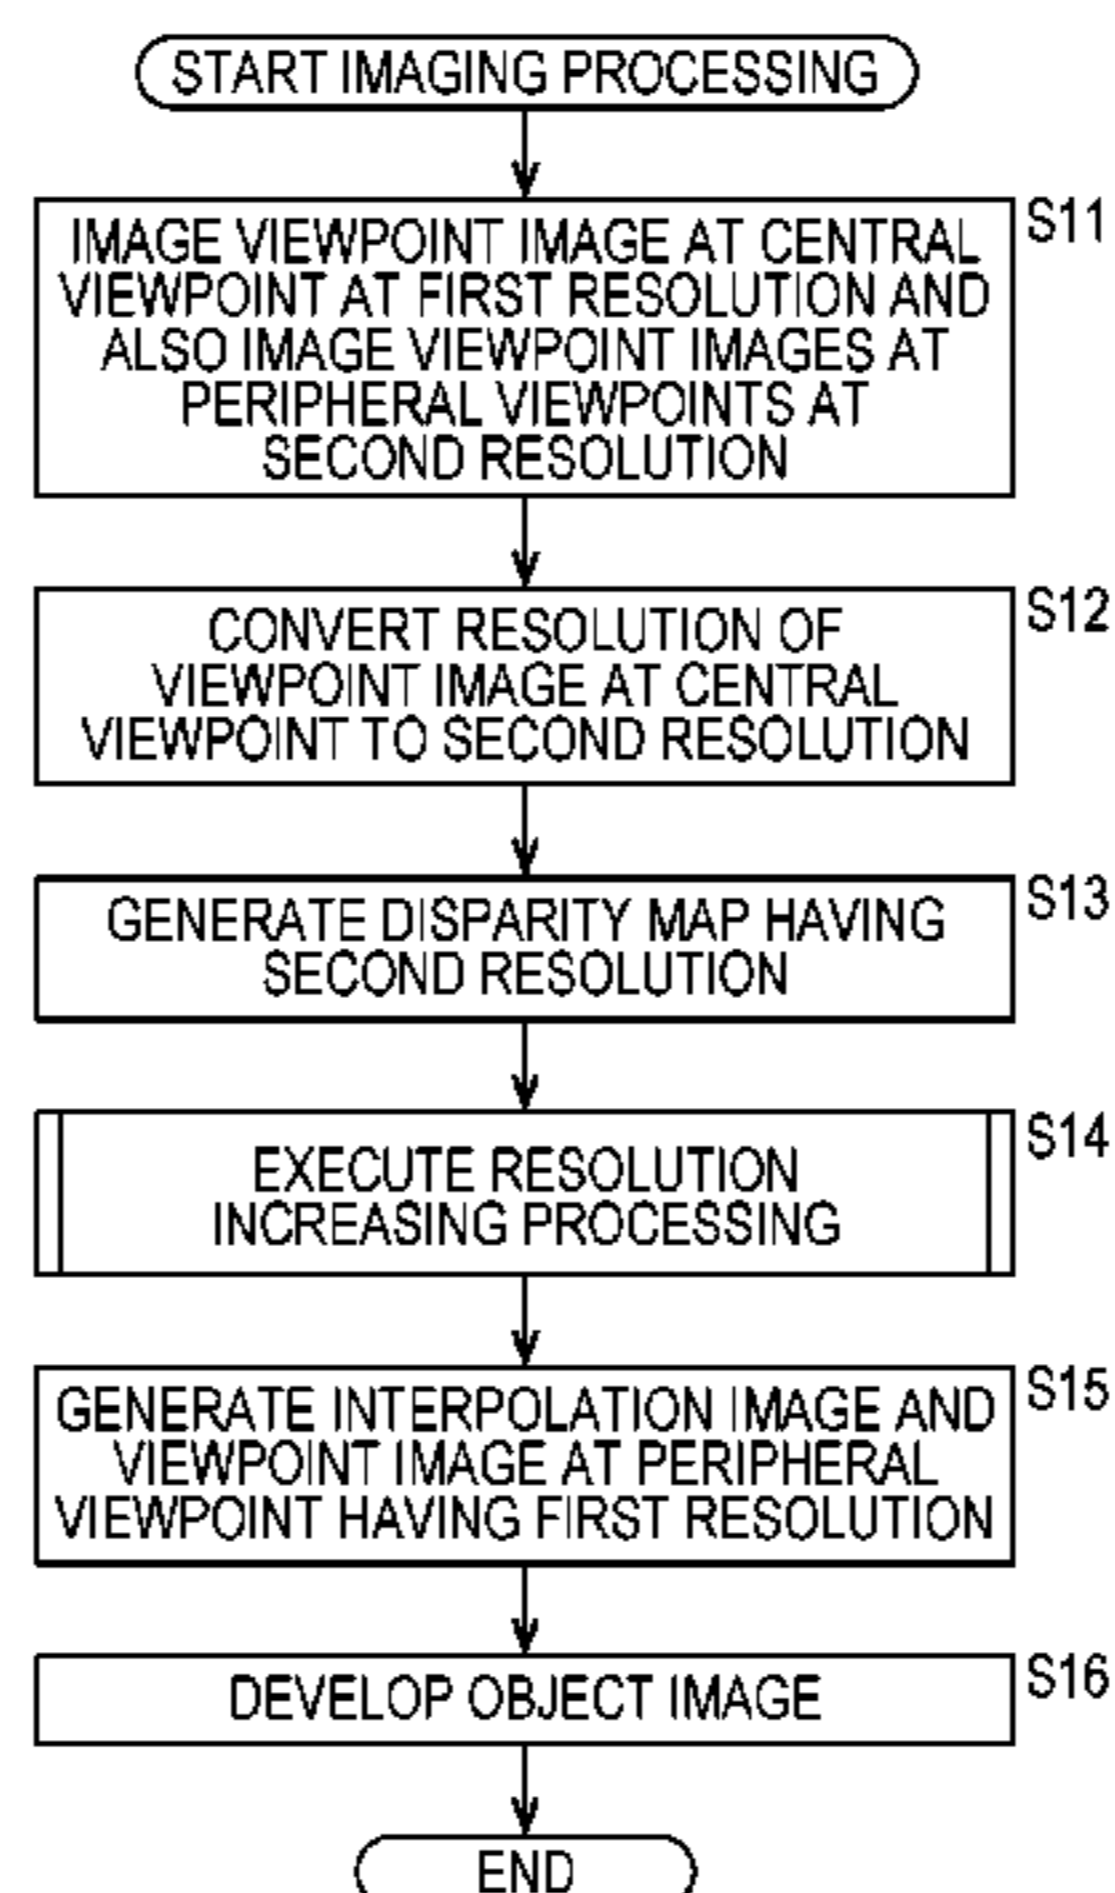 START IMAGING PROCESSING
S11
IMAGE VIEWPOINT IMAGE AT CENTRAL
VIEWPOINT AT FIRST RESOLUTION AND
ALSO IMAGE VIEWPOINT IMAGES AT
PERIPHERAL VIEWPOINTS AT
SECOND RESOLUTION
S12
CONVERT RESOLUTION OF
VIEWPOINT IMAGE AT CENTRAL
VIEWPOINT TO SECOND RESOLUTION
S13
GENERATE DISPARITY MAP HAVING
SECOND RESOLUTION
S14
EXECUTE RESOLUTION
INCREASING PROCESSING
S15
GENERATE INTERPOLATION IMAGE AND
VIEWPOINT IMAGE AT PERIPHERAL
VIEWPOINT HAVING FIRST RESOLUTION
S16
DEVELOP OBJECT IMAGE
END